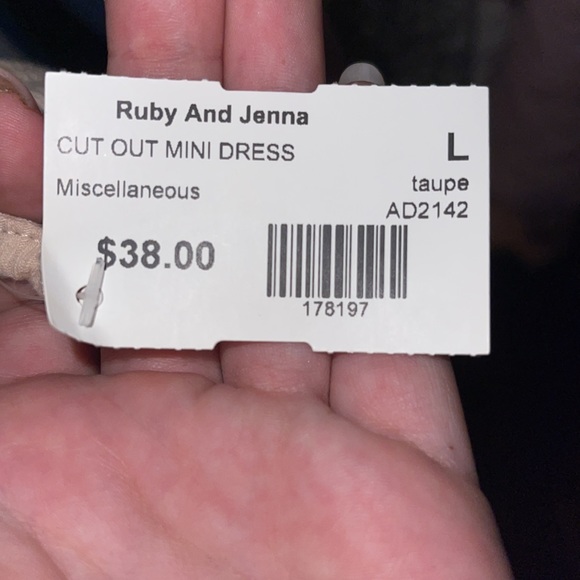 Ruby And Jenna
CUT OUT MINI DRESS
L
Miscellaneous
taupe
AD2142
$38.00
178197